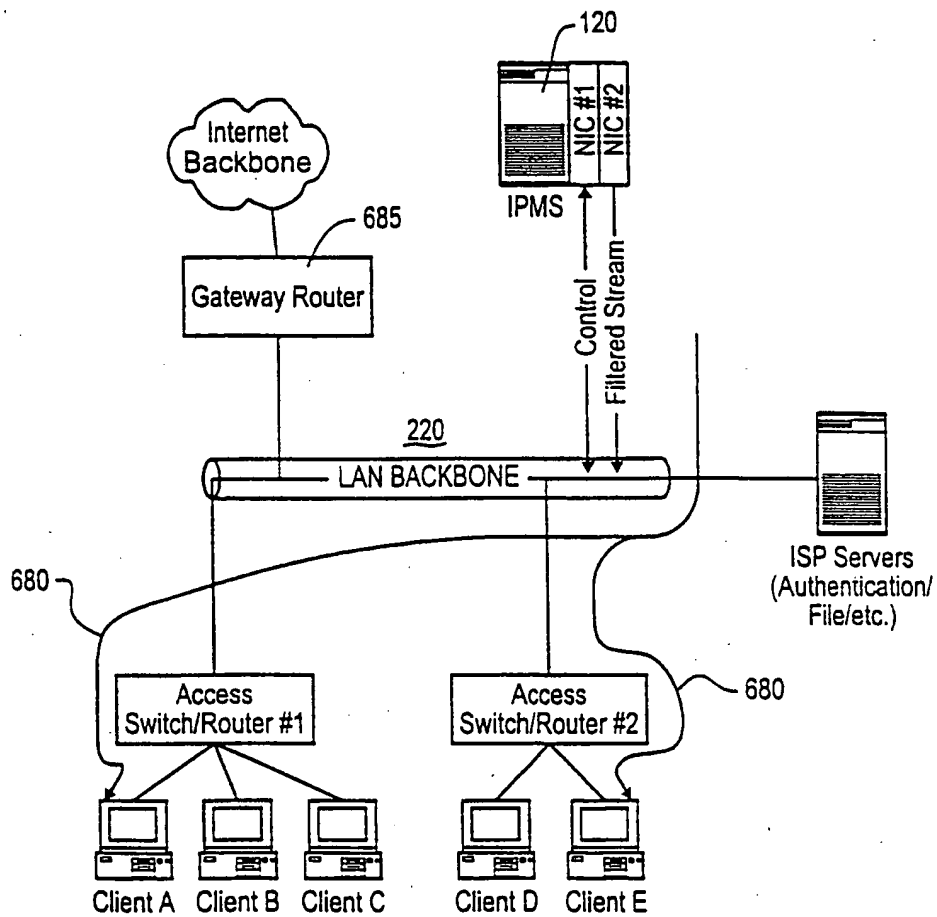 120
NIC #1
NIC #2
Internet
Backbone
IPMS
685
Gateway Router
Control
Filtered Stream
220
LAN BACKBONE
ISP Servers
(Authentication/
File/etc.)
680
680
Access
Switch/Router #1
Access
Switch/Router #2
Client A
Client B
Client C
Client D
Client E